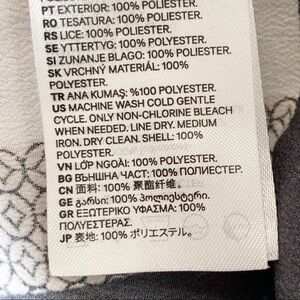 PT EXTERIOR: 100% POLIÉSTER.
RO TESATURA: 100% POLIESTER.
RS LICE: 100% POLIESTER.
SE YTTERTYG: 100% POLYESTER.
SI ZUNANJE BLAGO: 100% POLIESTER.
SK VRCHNÝ MATERIÁL: 100%
POLYESTER.
TR ANA KUMAŞ: %100 POLYESTER.
US MACHINE WASH COLD GENTLE
CYCLE. ONLY NON-CHLORINE BLEACH
WHEN NEEDED. LINE DRY. MEDIUM
IRON. DRY CLEAN. SHELL: 100%
POLYESTER.
VN LỚP NGOÀI: 100% POLYESTER.
BG ВЪНШНА ЧАСТ: 100% ПОЛИЕСТЕР.
CN 面料: 100% 聚酯纤维。
GE გარსი: 100% პოლიესტერი.
GR ΕΞΩΤΕΡΙΚΟ ΥΦΑΣΜΑ: 100%
ΠΟΛΥΕΣΤΕΡΑΣ.
JP 表地: 100% ポリエステル。